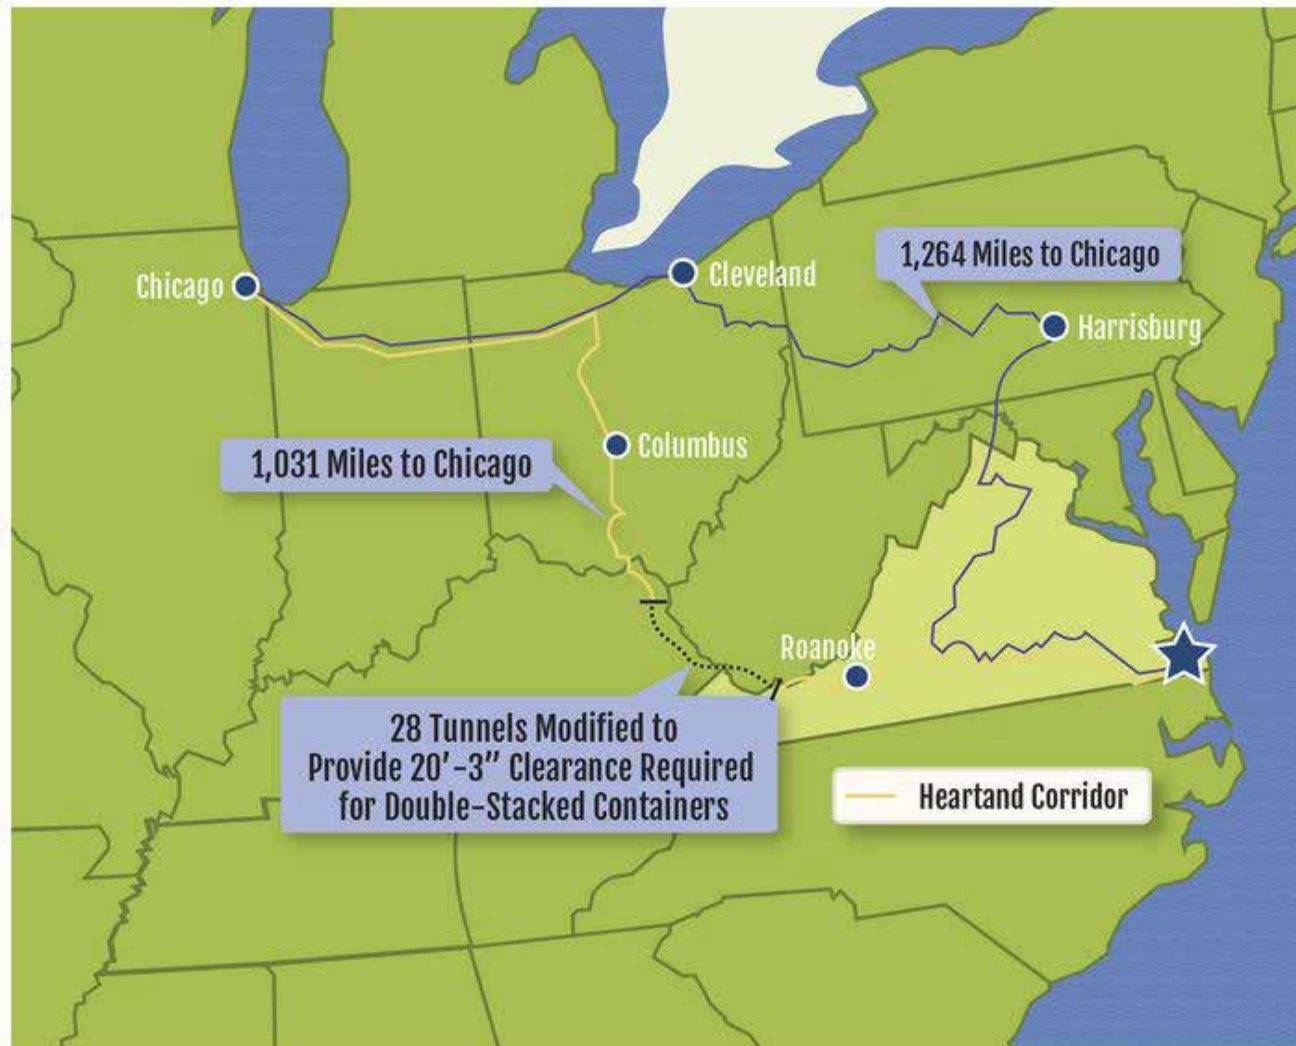 1,264 Miles to Chicago
Cleveland
Chicago
Harrisburg
Columbus
1,031 Miles to Chicago
Roanoke
28 Tunnels Modified to
Provide 20’-3” Clearance Required
for Double-Stacked Containers
Heartand Corridor